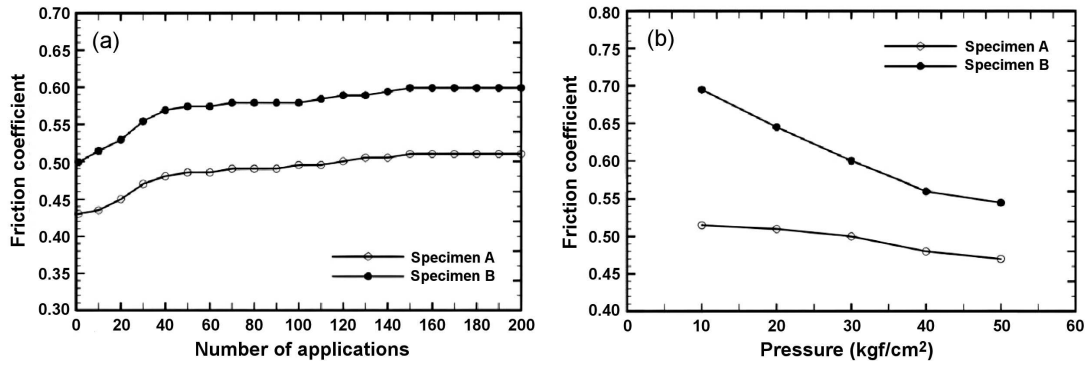 (a)
0.70
0.65
0.60
0.55
0.50
0.45
0.40
0.35
0.30
Friction coefficient
Specimen A
Specimen B
0 20 40 60 80 100 120 140 160 180 200
Number of applications
(b)
0.80
0.75
0.70
0.65
0.60
0.55
0.50
0.45
0.40
Friction coefficient
Specimen A
Specimen B
0 10 20 30 40 50 60
Pressure (kgf/cm²)